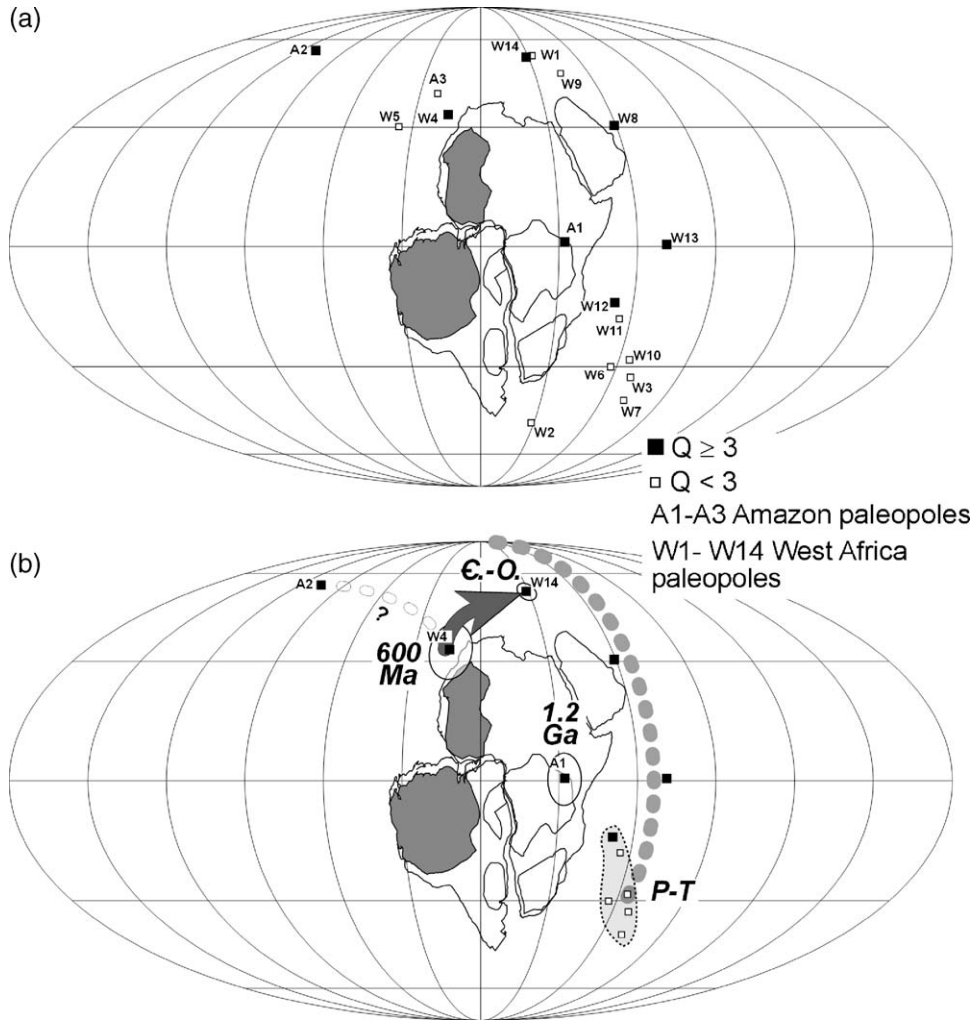 (a)
A2
W14
W1
W9
A3
W4
W5
W8
A1
W13
W12
W11
W10
W6
W3
W7
W2
Q ≥ 3
Q < 3
A1-A3 Amazon paleopoles
W1- W14 West Africa
paleopoles
(b)
Є.-O.
A2
W14
?
W4
600
Ma
1.2
Ga
A1
P-T